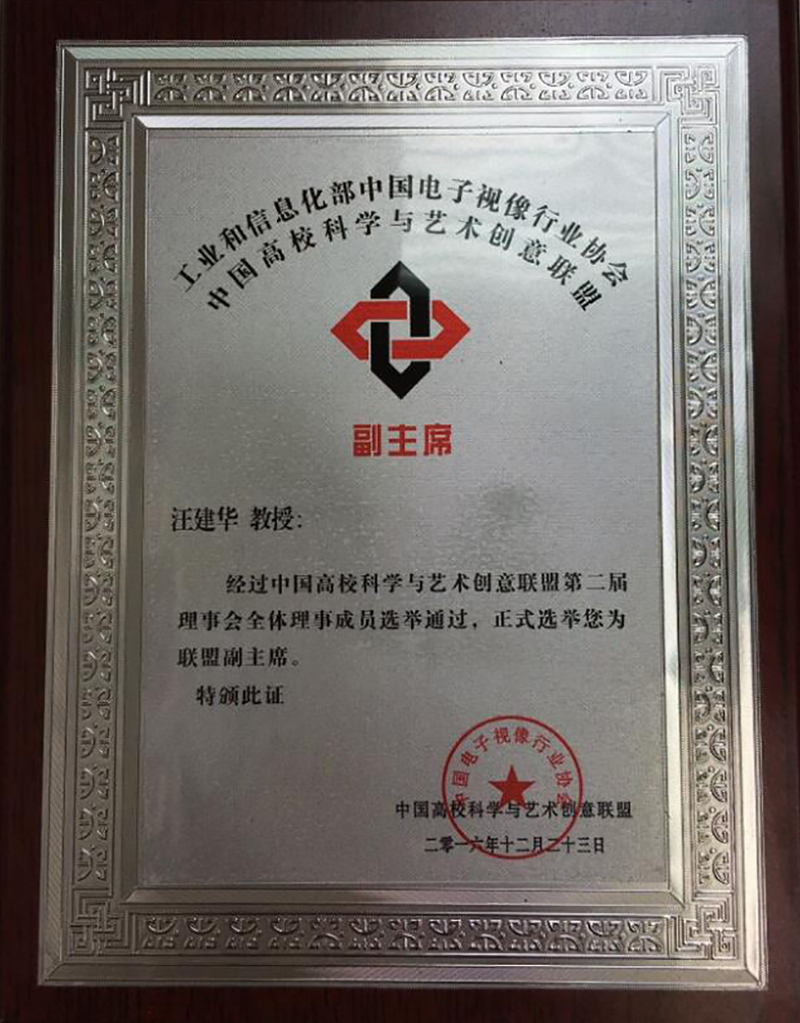 工业和信息化部中国电子视像行业协会
中国高校科学与艺术创意联盟
副主席
汪建华 教授：
经过中国高校科学与艺术创意联盟第二届
理事会全体理事成员选举通过，正式选举您为
联盟副主席。
特颁此证
中国电子视像行业协会
中国高校科学与艺术创意联盟
二零一六年十二月二十三日